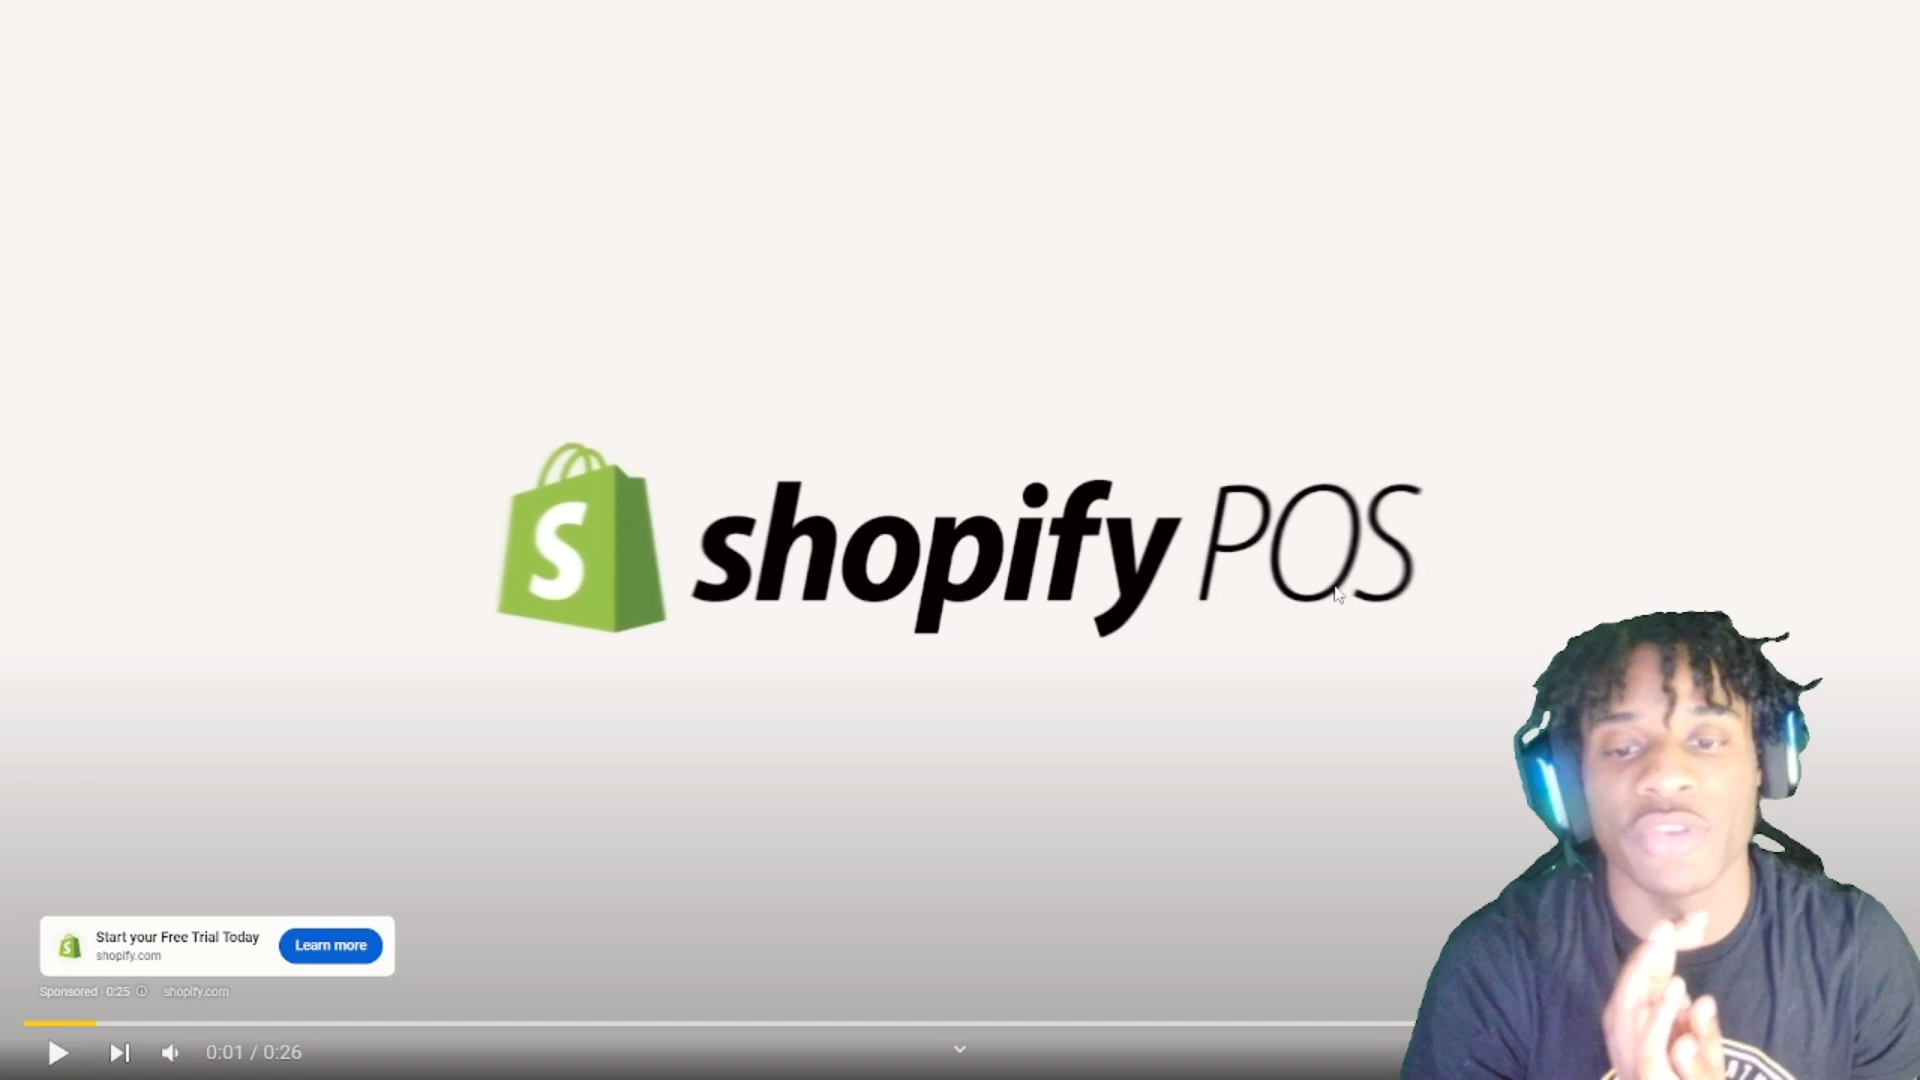 S shopify POS
S
Start your Free Trial Today
shopify.com
Learn more
Sponsored · 0:25 shopify.com
0:01 / 0:26